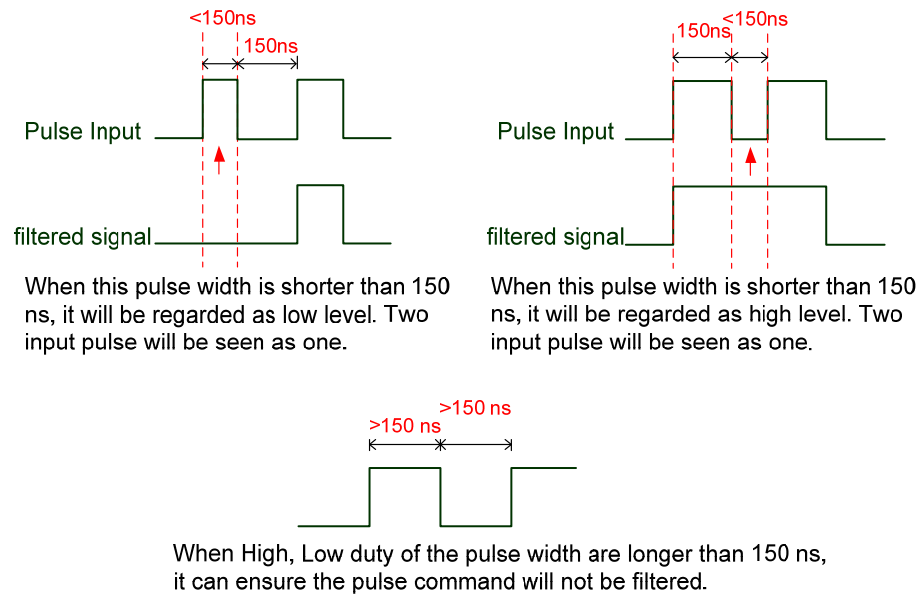 <150ns
150ns
Pulse Input
filtered signal
When this pulse width is shorter than 150
ns, it will be regarded as low level. Two
input pulse will be seen as one.
<150ns
150ns
Pulse Input
filtered signal
When this pulse width is shorter than 150
ns, it will be regarded as high level. Two
input pulse will be seen as one.
>150 ns
>150 ns
When High, Low duty of the pulse width are longer than 150 ns,
it can ensure the pulse command will not be filtered.